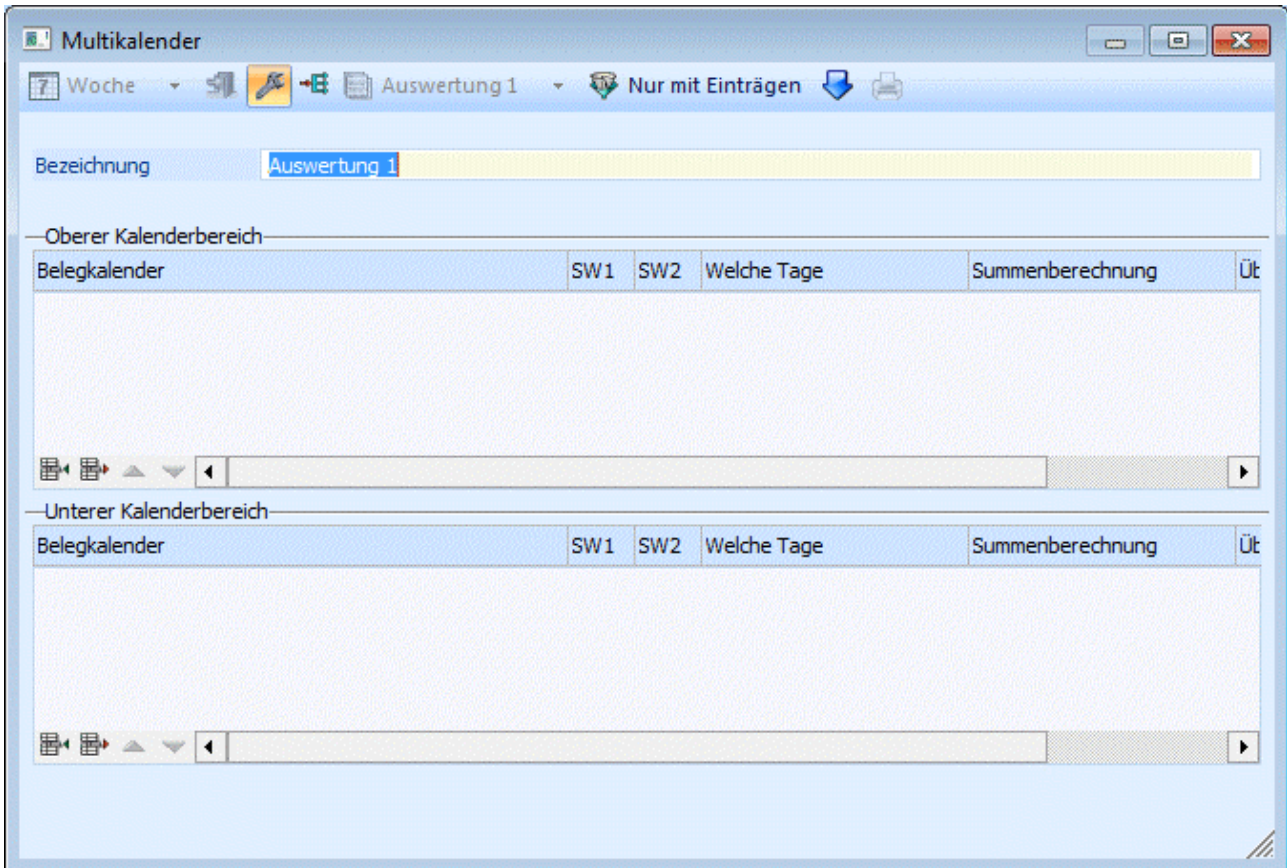 Multikalender
7 Woche Auswertung 1 Nur mit Einträgen
Bezeichnung Auswertung 1
Oberer Kalenderbereich
Belegkalender SW1 SW2 Welche Tage Summenberechnung Üb
Unterer Kalenderbereich
Belegkalender SW1 SW2 Welche Tage Summenberechnung Üb